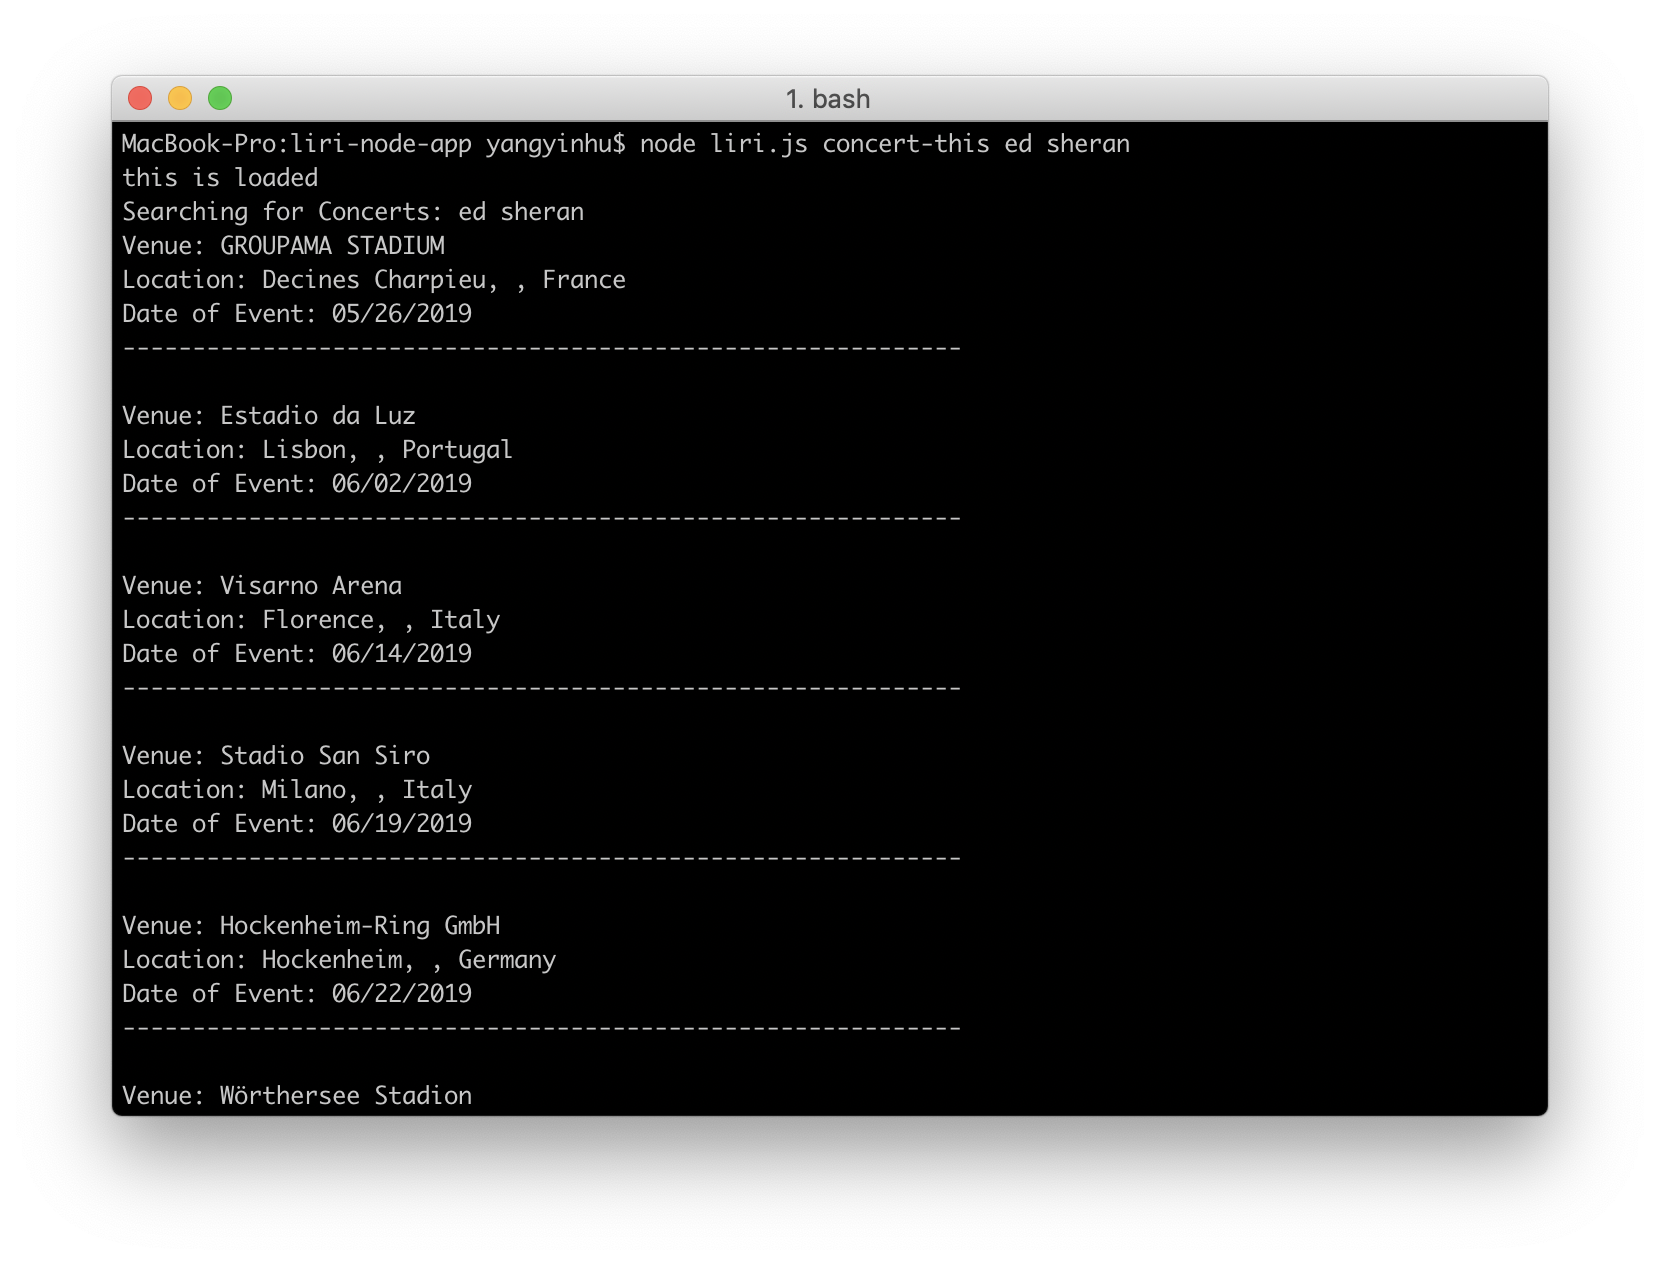 1. bash
MacBook-Pro:liri-node-app yangyinhu$ node liri.js concert-this ed sheran
this is loaded
Searching for Concerts: ed sheran
Venue: GROUPAMA STADIUM
Location: Decines Charpieu, , France
Date of Event: 05/26/2019
------------------------------------------------------------
Venue: Estadio da Luz
Location: Lisbon, , Portugal
Date of Event: 06/02/2019
------------------------------------------------------------
Venue: Visarno Arena
Location: Florence, , Italy
Date of Event: 06/14/2019
------------------------------------------------------------
Venue: Stadio San Siro
Location: Milano, , Italy
Date of Event: 06/19/2019
------------------------------------------------------------
Venue: Hockenheim-Ring GmbH
Location: Hockenheim, , Germany
Date of Event: 06/22/2019
------------------------------------------------------------
Venue: Wörthersee Stadion